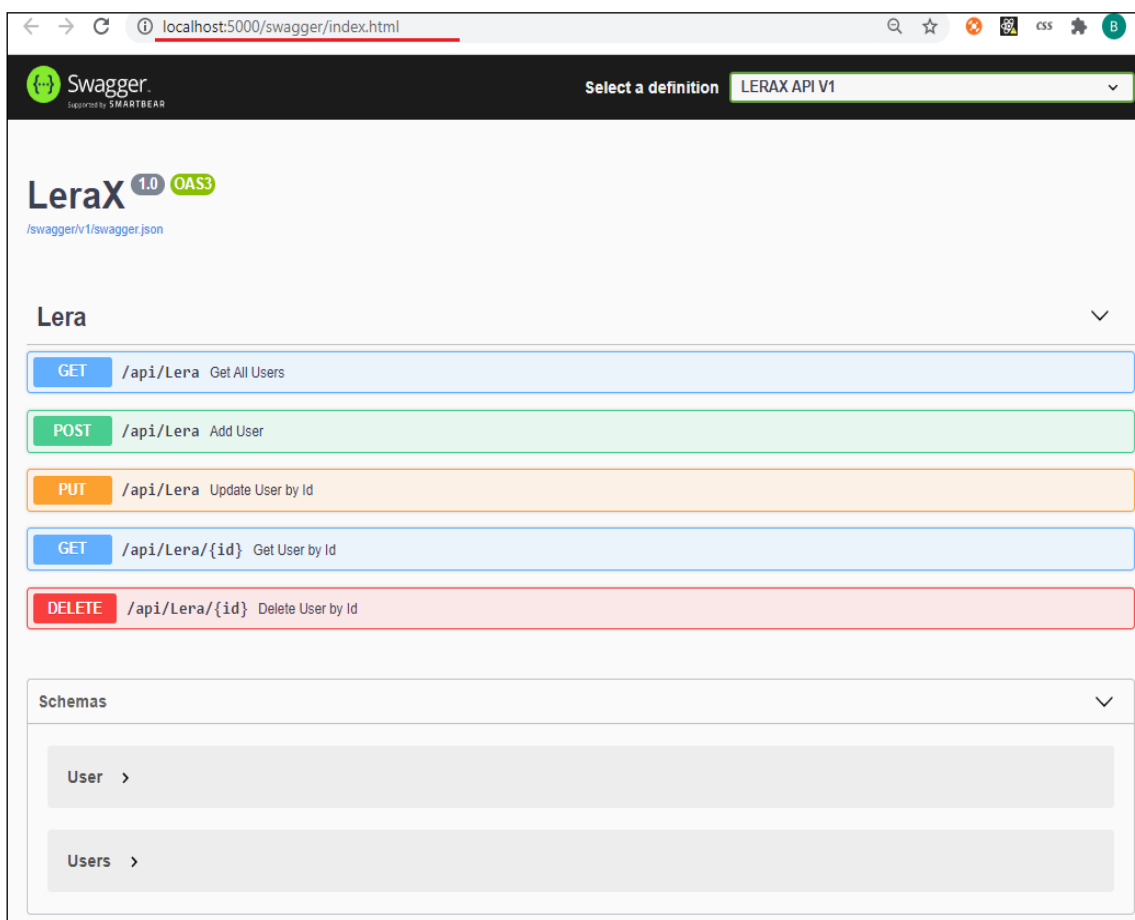 localhost:5000/swagger/index.html
CSS
B
{...} Swagger.
Supported by SMARTBEAR
Select a definition
LERAX API V1
LeraX 1.0 OAS3
/swagger/v1/swagger.json
Lera
GET /api/Lera Get All Users
POST /api/Lera Add User
PUT /api/Lera Update User by Id
GET /api/Lera/{id} Get User by Id
DELETE /api/Lera/{id} Delete User by Id
Schemas
User
Users